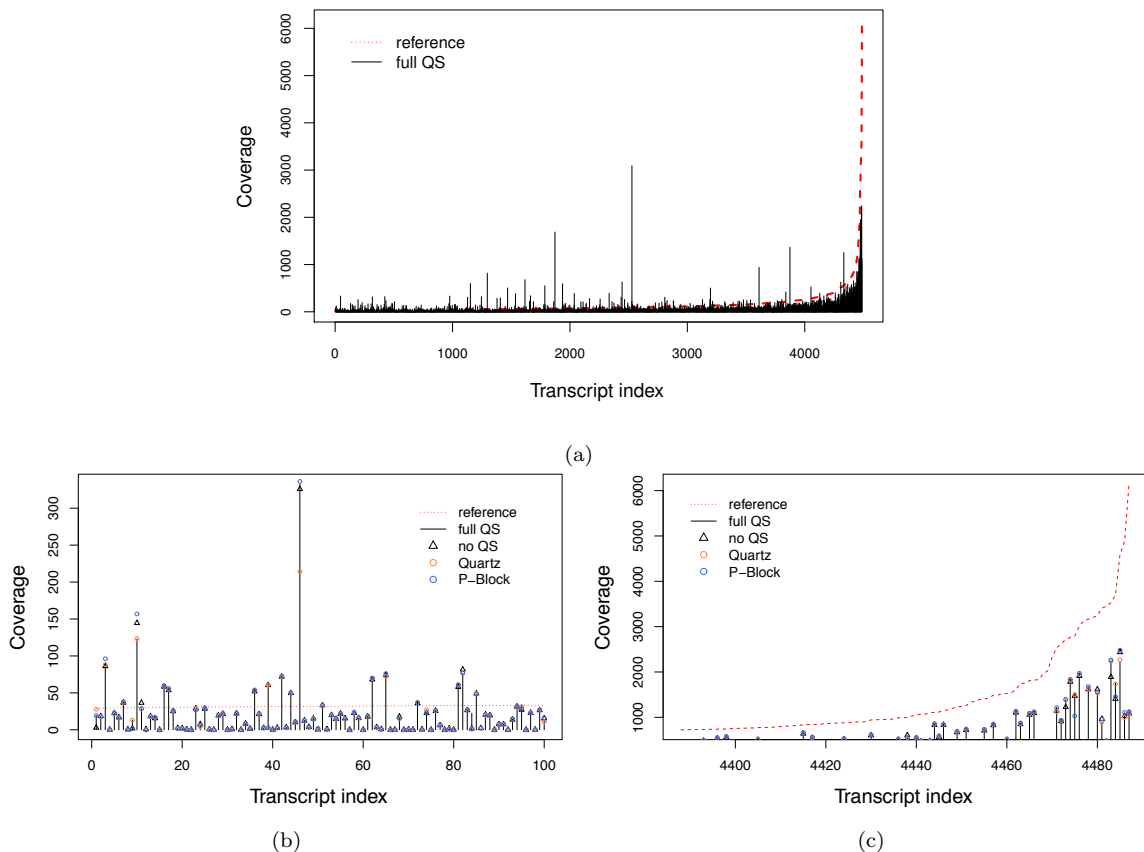 6000
5000
4000
3000
2000
1000
0
Coverage
reference
full QS
0
1000
2000
3000
4000
Transcript index
(a)
300
250
200
150
100
50
0
Coverage
reference
full QS
no QS
Quartz
P−Block
0
20
40
60
80
100
Transcript index
(b)
6000
5000
4000
3000
2000
1000
Coverage
reference
full QS
no QS
Quartz
P−Block
4400
4420
4440
4460
4480
Transcript index
(c)